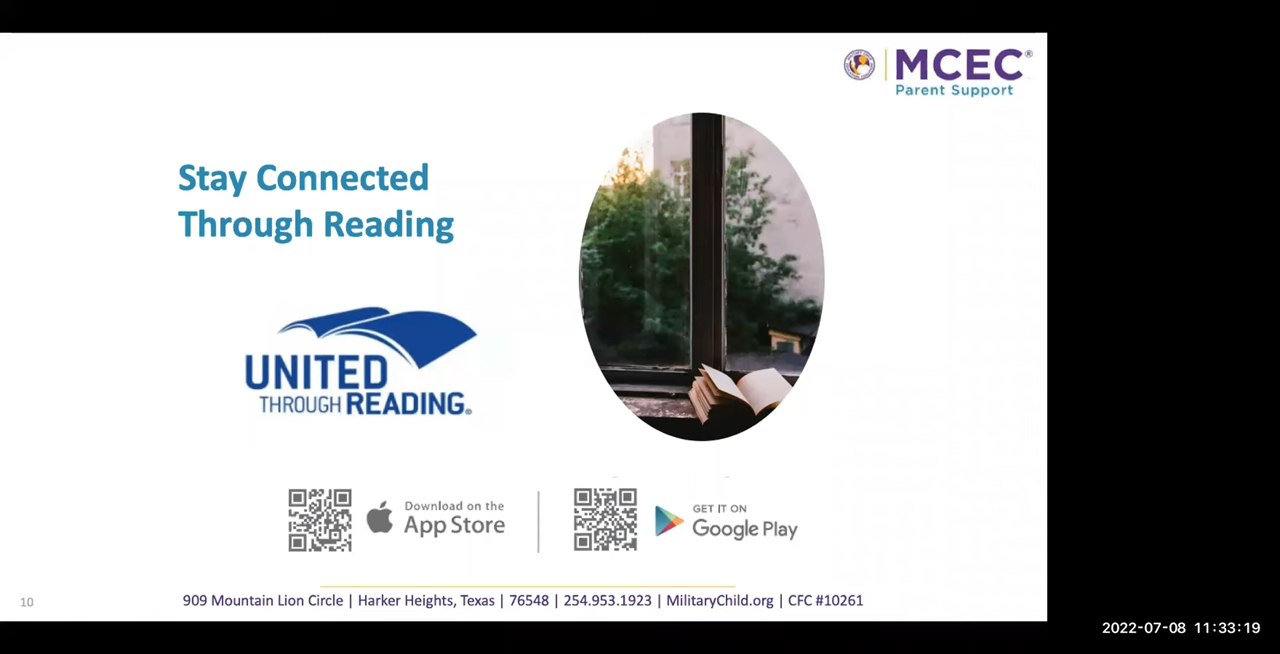 MCEC®
Parent Support
Stay Connected
Through Reading
UNITED
THROUGH READING®
Download on the
App Store
GET IT ON
Google Play
10
909 Mountain Lion Circle | Harker Heights, Texas | 76548 | 254.953.1923 | MilitaryChild.org | CFC #10261
2022-07-08 11:33:19